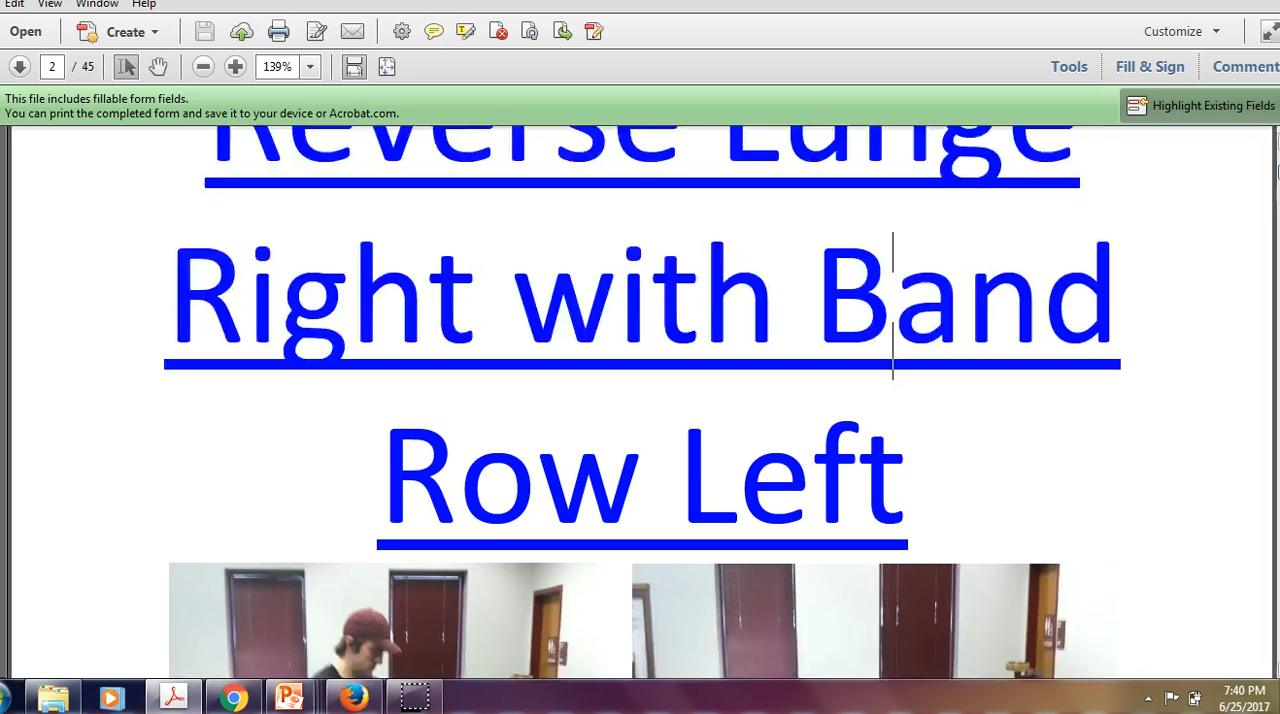 Edit View Window Help
Open Create Customize
2 / 45 139% Tools Fill & Sign Comment
This file includes fillable form fields.
You can print the completed form and save it to your device or Acrobat.com.
Highlight Existing Fields
Reverse Lunge
Right with Band
Row Left
7:40 PM
6/25/2017